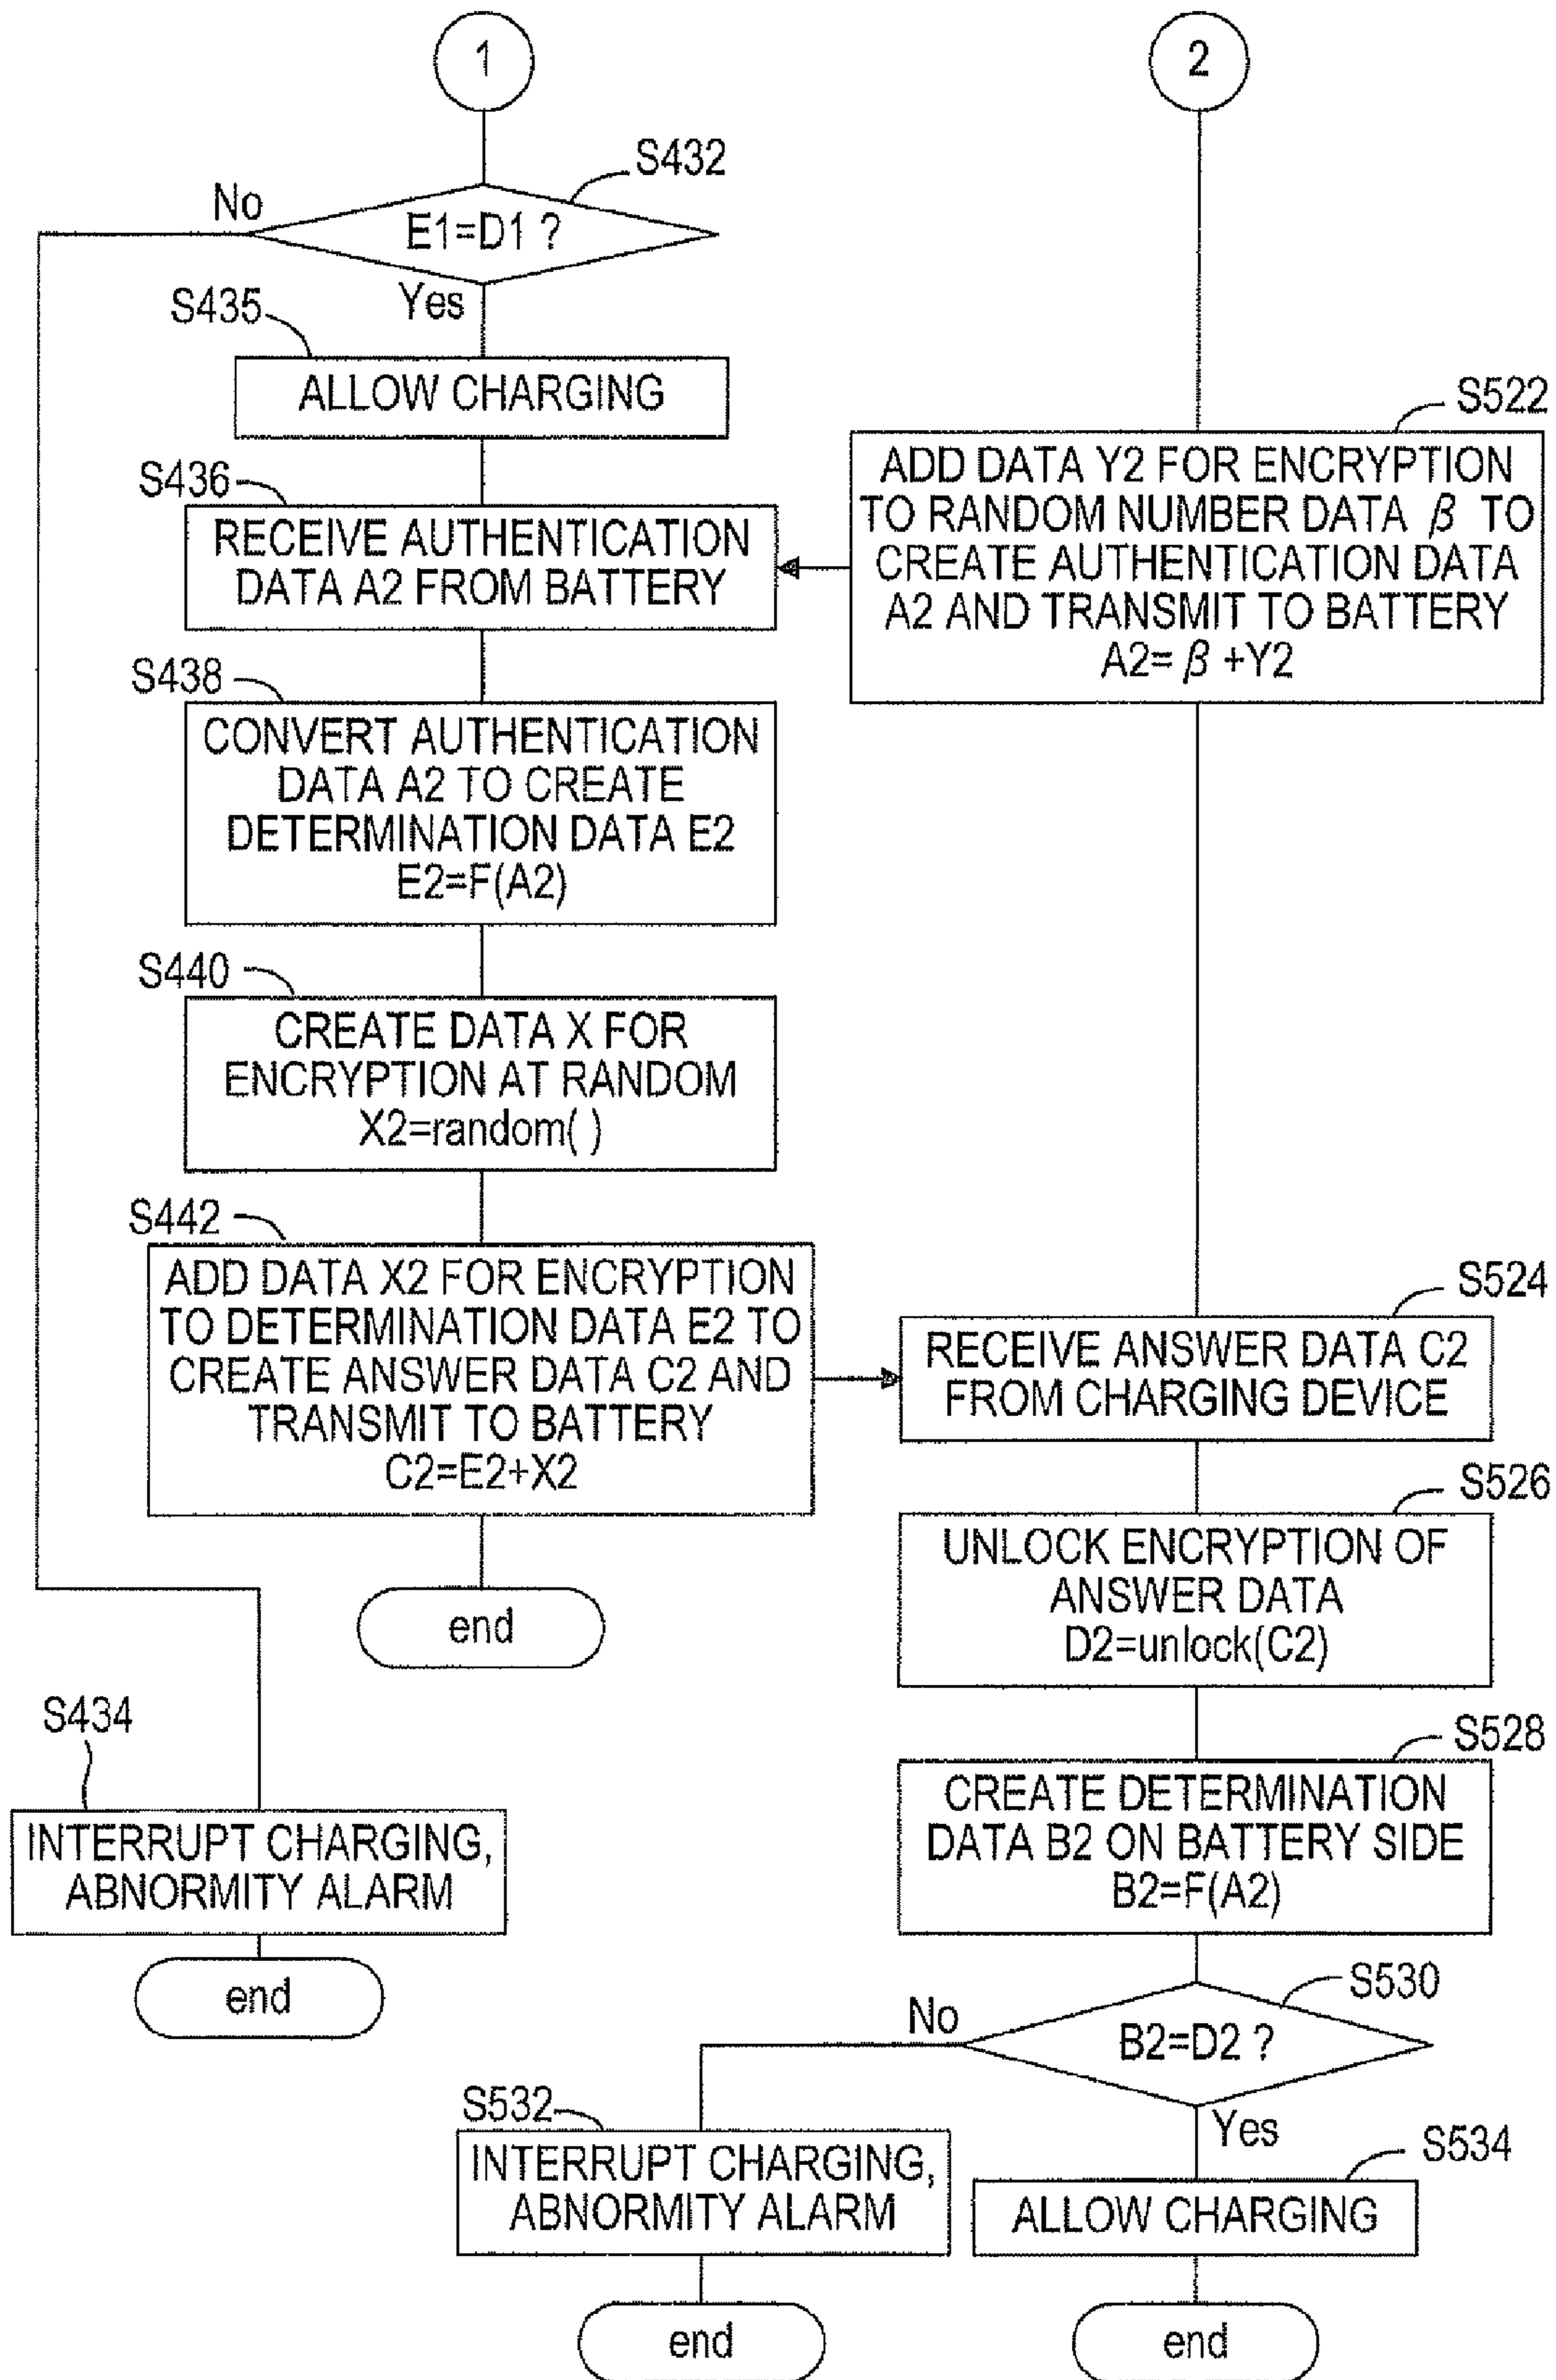 1
2
S432
No
E1=D1 ?
Yes
S435
ALLOW CHARGING
S522
ADD DATA Y2 FOR ENCRYPTION
TO RANDOM NUMBER DATA β TO
CREATE AUTHENTICATION DATA
A2 AND TRANSMIT TO BATTERY
A2= β +Y2
S436
RECEIVE AUTHENTICATION
DATA A2 FROM BATTERY
S438
CONVERT AUTHENTICATION
DATA A2 TO CREATE
DETERMINATION DATA E2
E2=F(A2)
S440
CREATE DATA X FOR
ENCRYPTION AT RANDOM
X2=random( )
S442
ADD DATA X2 FOR ENCRYPTION
TO DETERMINATION DATA E2 TO
CREATE ANSWER DATA C2 AND
TRANSMIT TO BATTERY
C2=E2+X2
end
S524
RECEIVE ANSWER DATA C2
FROM CHARGING DEVICE
S526
UNLOCK ENCRYPTION OF
ANSWER DATA
D2=unlock(C2)
S434
INTERRUPT CHARGING,
ABNORMITY ALARM
end
S528
CREATE DETERMINATION
DATA B2 ON BATTERY SIDE
B2=F(A2)
S530
No
B2=D2 ?
Yes
S532
INTERRUPT CHARGING,
ABNORMITY ALARM
end
S534
ALLOW CHARGING
end